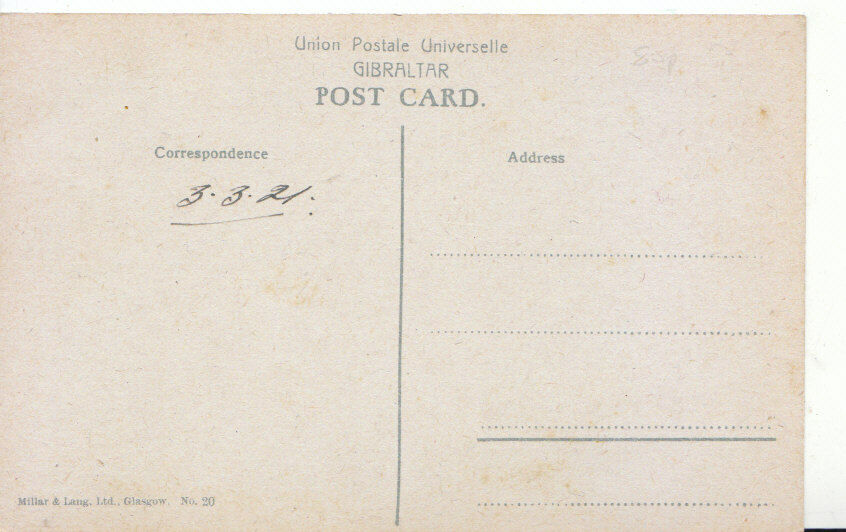 Union Postale Universelle
GIBRALTAR
POST CARD.
Correspondence
Address
3.3.21.
Millar & Lang, Ltd., Glasgow. No. 20